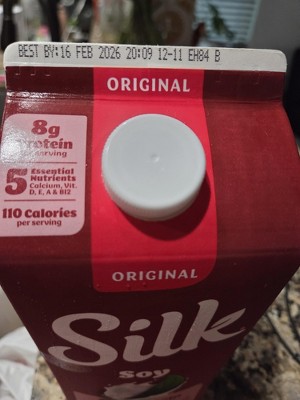 BEST BY:16 FEB 2026 20:09 12-11 EH84 B
ORIGINAL
8g
Protein
per serving
5 Essential
Nutrients
Calcium, Vit.
D, E, A & B12
110 Calories
per serving
ORIGINAL
Silk
Soy